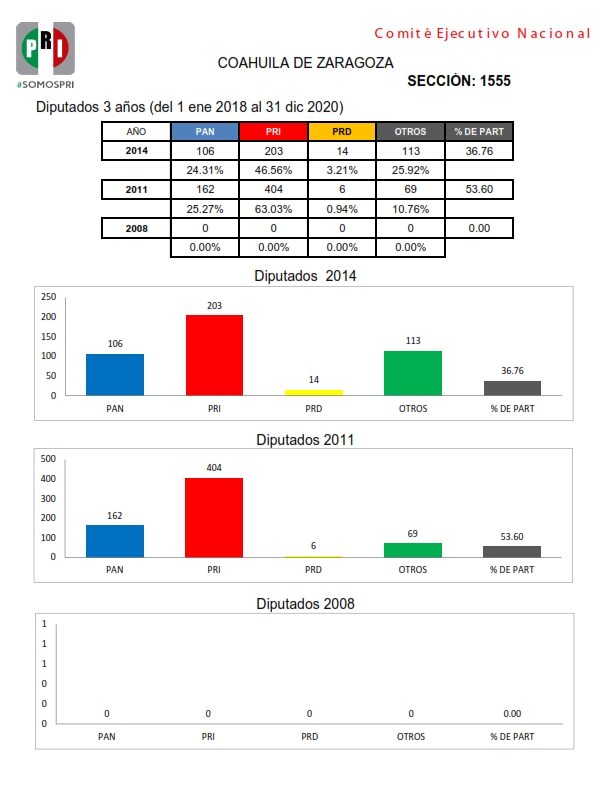 Comité Ejecutivo Nacional
PRI
#SOMOSPRI
COAHUILA DE ZARAGOZA
SECCIÓN: 1555
Diputados 3 años (del 1 ene 2018 al 31 dic 2020)
AÑO PAN PRI PRD OTROS % DE PART
2014 106 203 14 113 36.76
24.31% 46.56% 3.21% 25.92%
2011 162 404 6 69 53.60
25.27% 63.03% 0.94% 10.76%
2008 0 0 0 0 0.00
0.00% 0.00% 0.00% 0.00%
Diputados 2014
250
200
150
100
50
0
106 203 14 113 36.76
PAN PRI PRD OTROS % DE PART
Diputados 2011
500
400
300
200
100
0
162 404 6 69 53.60
PAN PRI PRD OTROS % DE PART
Diputados 2008
1
1
1
0
0
0
0 0 0 0 0.00
PAN PRI PRD OTROS % DE PART